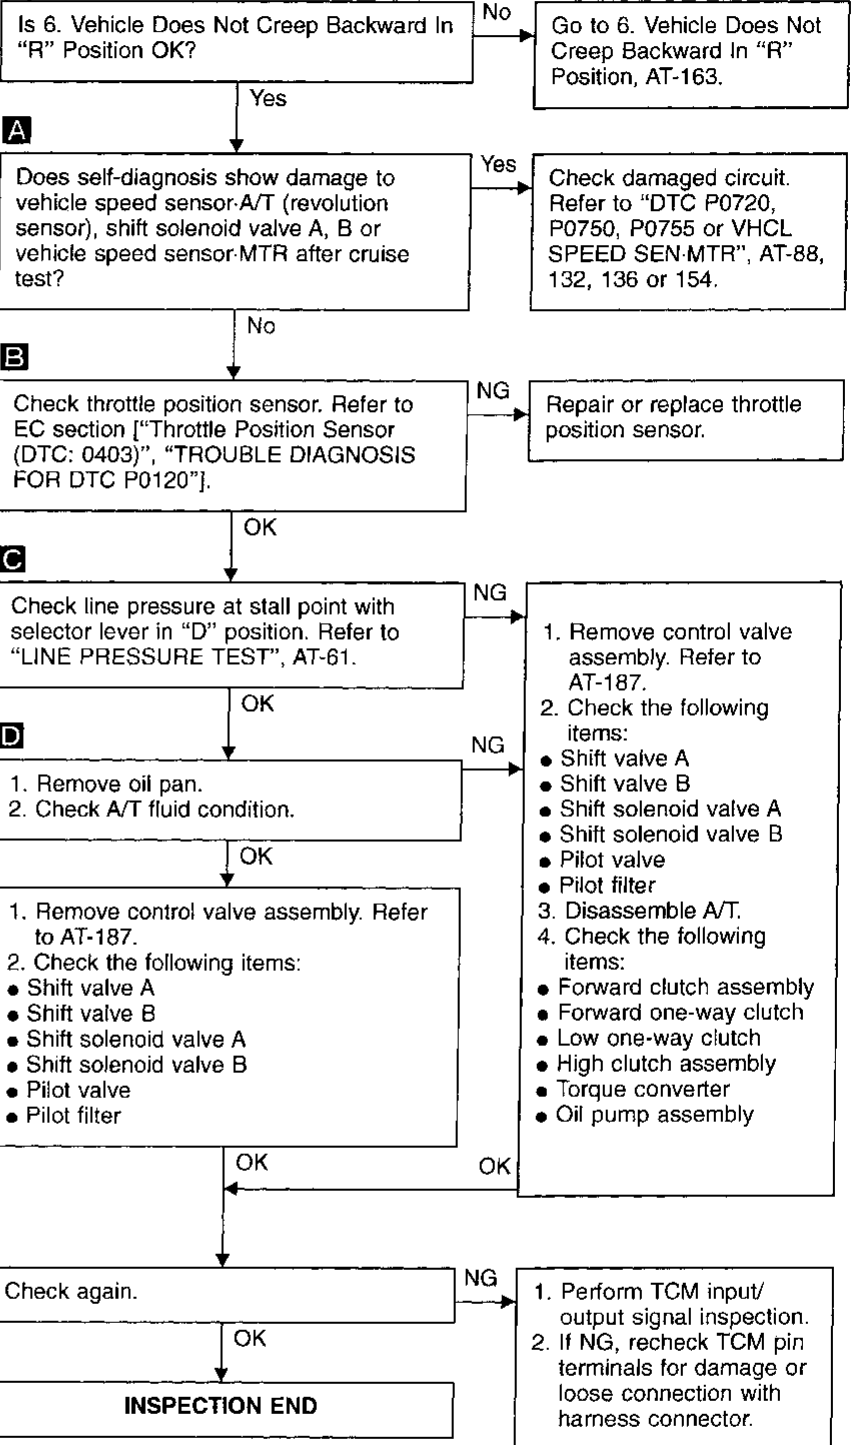 Is 6. Vehicle Does Not Creep Backward In
“R” Position OK?
No
Go to 6. Vehicle Does Not
Creep Backward In “R”
Position, AT-163.
Yes
A
Does self-diagnosis show damage to
vehicle speed sensor·A/T (revolution
sensor), shift solenoid valve A, B or
vehicle speed sensor·MTR after cruise
test?
Yes
Check damaged circuit.
Refer to “DTC P0720,
P0750, P0755 or VHCL
SPEED SEN·MTR”, AT-88,
132, 136 or 154.
No
B
Check throttle position sensor. Refer to
EC section [“Throttle Position Sensor
(DTC: 0403)”, “TROUBLE DIAGNOSIS
FOR DTC P0120”].
NG
Repair or replace throttle
position sensor.
OK
C
Check line pressure at stall point with
selector lever in “D” position. Refer to
“LINE PRESSURE TEST”, AT-61.
NG
1. Remove control valve
assembly. Refer to
AT-187.
2. Check the following
items:
● Shift valve A
● Shift valve B
● Shift solenoid valve A
● Shift solenoid valve B
● Pilot valve
● Pilot filter
3. Disassemble A/T.
4. Check the following
items:
● Forward clutch assembly
● Forward one-way clutch
● Low one-way clutch
● High clutch assembly
● Torque converter
● Oil pump assembly
OK
D
1. Remove oil pan.
2. Check A/T fluid condition.
NG
OK
1. Remove control valve assembly. Refer
to AT-187.
2. Check the following items:
● Shift valve A
● Shift valve B
● Shift solenoid valve A
● Shift solenoid valve B
● Pilot valve
● Pilot filter
OK
OK
Check again.
NG
1. Perform TCM input/
output signal inspection.
2. If NG, recheck TCM pin
terminals for damage or
loose connection with
harness connector.
OK
INSPECTION END